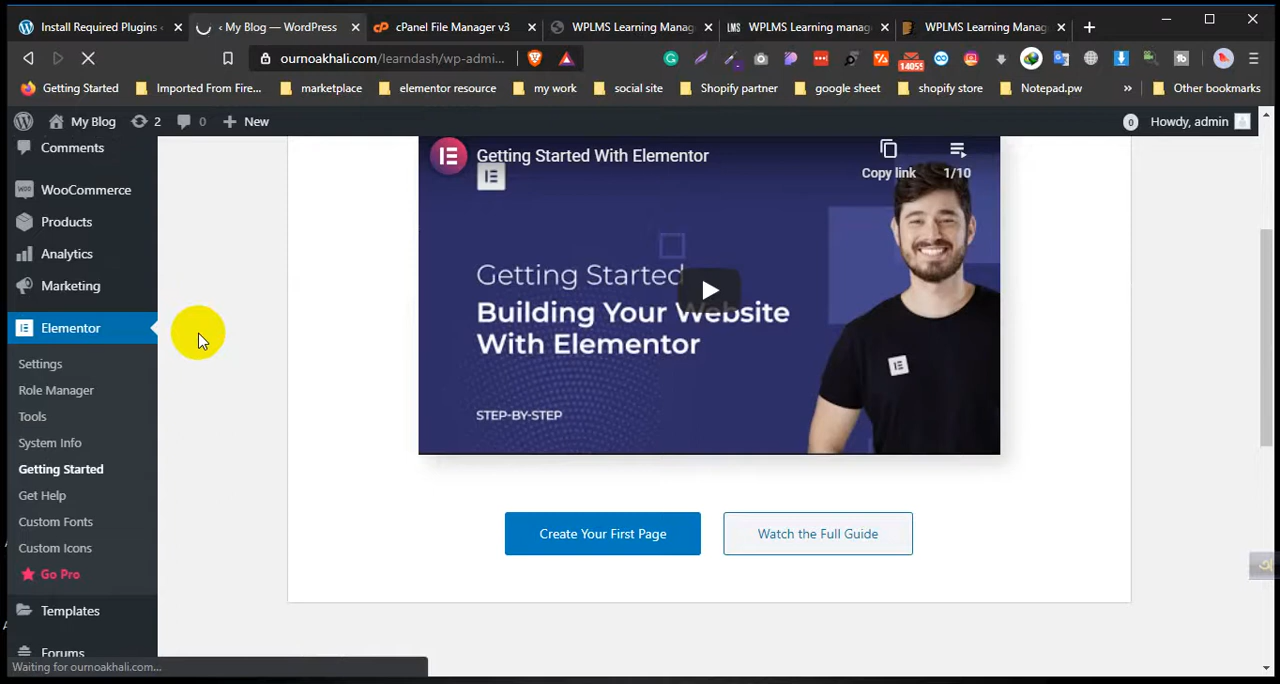 Install Required Plugins ‹
‹ My Blog — WordPress
cPanel File Manager v3
WPLMS Learning Manag
LMS WPLMS Learning manag
WPLMS Learning Manag
ournoakhali.com/learndash/wp-admi...
14055
Getting Started
Imported From Fire...
marketplace
elementor resource
my work
social site
Shopify partner
google sheet
shopify store
Notepad.pw
»
Other bookmarks
My Blog
2
0
New
0
Howdy, admin
Comments
WooCommerce
Products
Analytics
Marketing
Elementor
Settings
Role Manager
Tools
System Info
Getting Started
Get Help
Custom Fonts
Custom Icons
Go Pro
Templates
Forums
Waiting for ournoakhali.com...
Getting Started With Elementor
Copy link
1/10
Getting Started
Building Your Website
With Elementor
STEP-BY-STEP
Create Your First Page
Watch the Full Guide